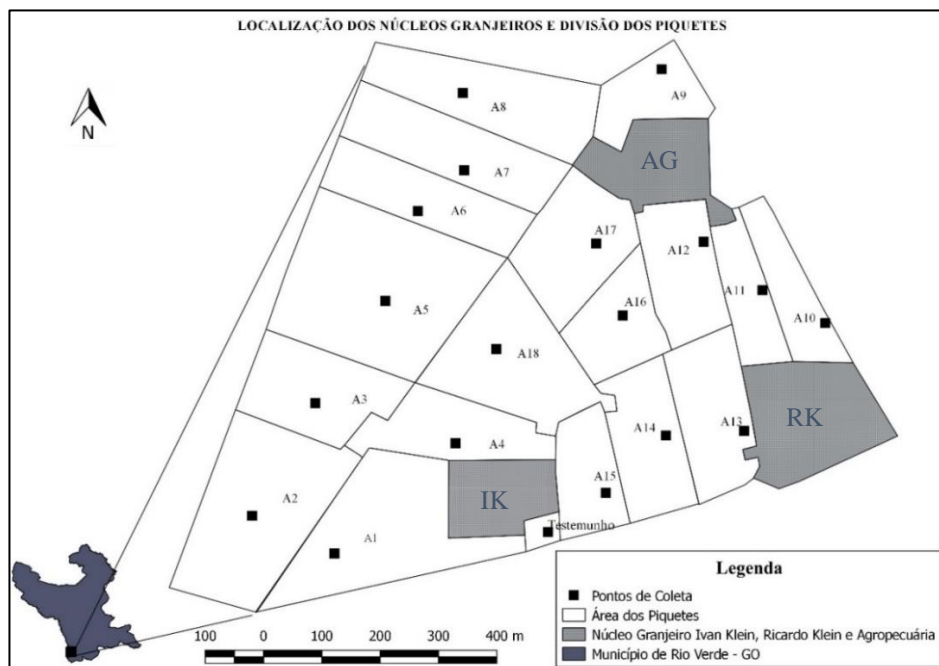 LOCALIZAÇÃO DOS NÚCLEOS GRANJEIROS E DIVISÃO DOS PIQUETES
A9
A8
N
AG
A7
A6
A17
A12
A11
A16
A10
A5
A18
A3
RK
A13
A14
A4
A15
IK
A2
Testemunho
A1
Legenda
Pontos de Coleta
Área dos Piquetes
Núcleo Granjeiro Ivan Klein, Ricardo Klein e Agropecuária
Município de Rio Verde - GO
100 0 100 200 300 400 m